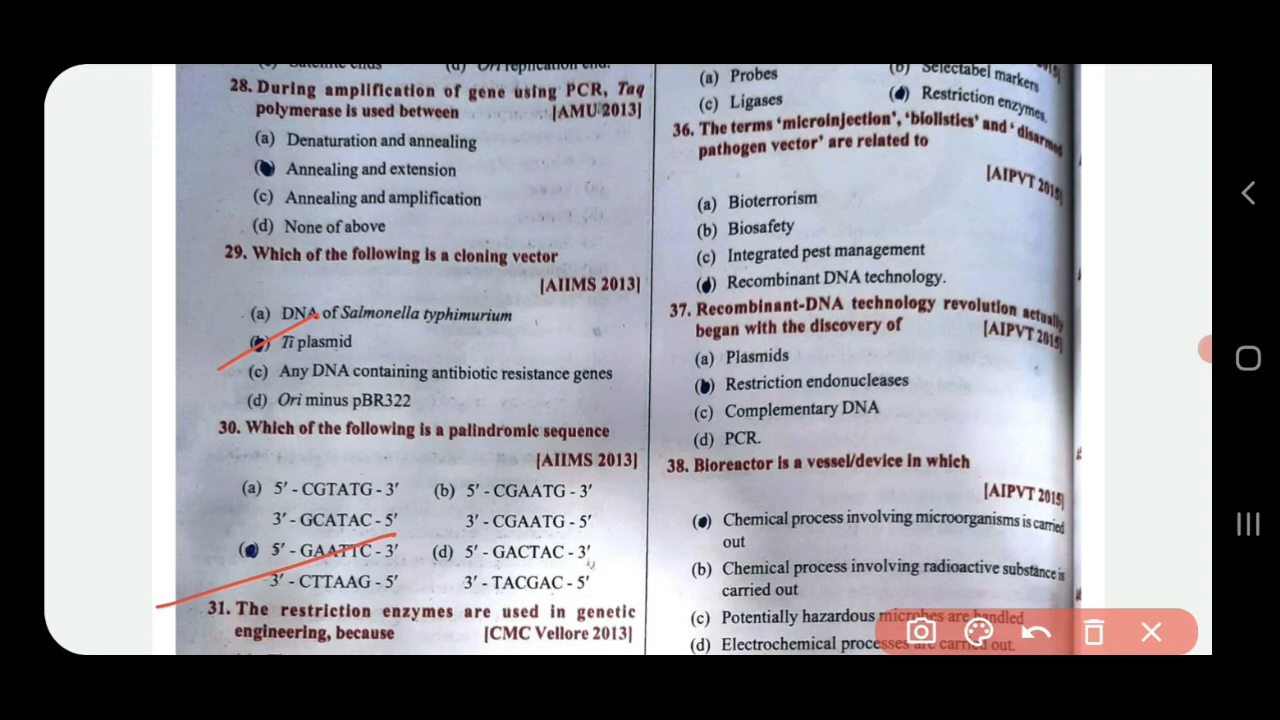 28. During amplification of gene using PCR, Taq
polymerase is used between [AMU 2013]
(a) Denaturation and annealing
(b) Annealing and extension
(c) Annealing and amplification
(d) None of above
29. Which of the following is a cloning vector
[AIIMS 2013]
(a) DNA of Salmonella typhimurium
(b) Ti plasmid
(c) Any DNA containing antibiotic resistance genes
(d) Ori minus pBR322
30. Which of the following is a palindromic sequence
[AIIMS 2013]
(a) 5' - CGTATG - 3' (b) 5' - CGAATG - 3'
3' - GCATAC - 5' 3' - CGAATG - 5'
(c) 5' - GAATTC - 3' (d) 5' - GACTAC - 3'
3' - CTTAAG - 5' 3' - TACGAC - 5'
31. The restriction enzymes are used in genetic
engineering, because [CMC Vellore 2013]
(a) Probes (b) Selectabel markers
(c) Ligases (d) Restriction enzymes.
36. The terms 'microinjection', 'biolistics' and ' disarmed
pathogen vector' are related to
[AIPVT 2015]
(a) Bioterrorism
(b) Biosafety
(c) Integrated pest management
(d) Recombinant DNA technology.
37. Recombinant-DNA technology revolution actually
began with the discovery of [AIPVT 2015]
(a) Plasmids
(b) Restriction endonucleases
(c) Complementary DNA
(d) PCR.
38. Bioreactor is a vessel/device in which
[AIPVT 2015]
(a) Chemical process involving microorganisms is carried
out
(b) Chemical process involving radioactive substance is
carried out
(c) Potentially hazardous microbes are handled
(d) Electrochemical processes are carried out.